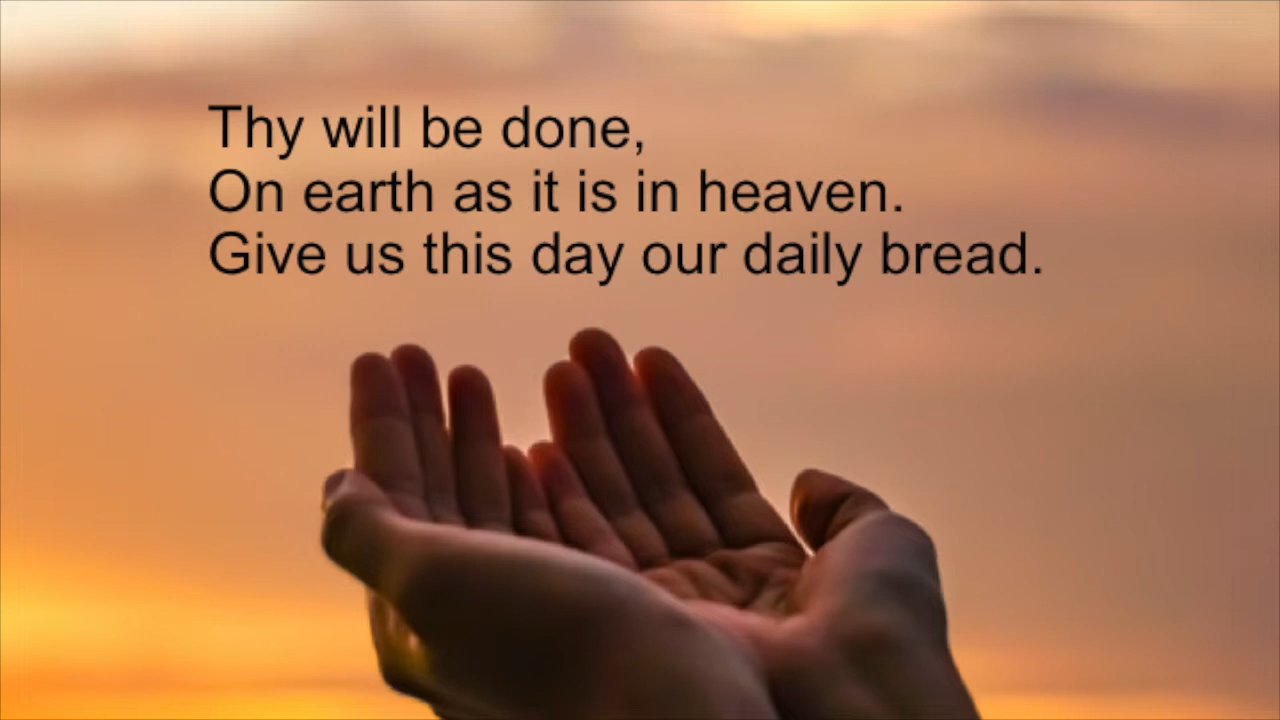 Thy will be done,
On earth as it is in heaven.
Give us this day our daily bread.